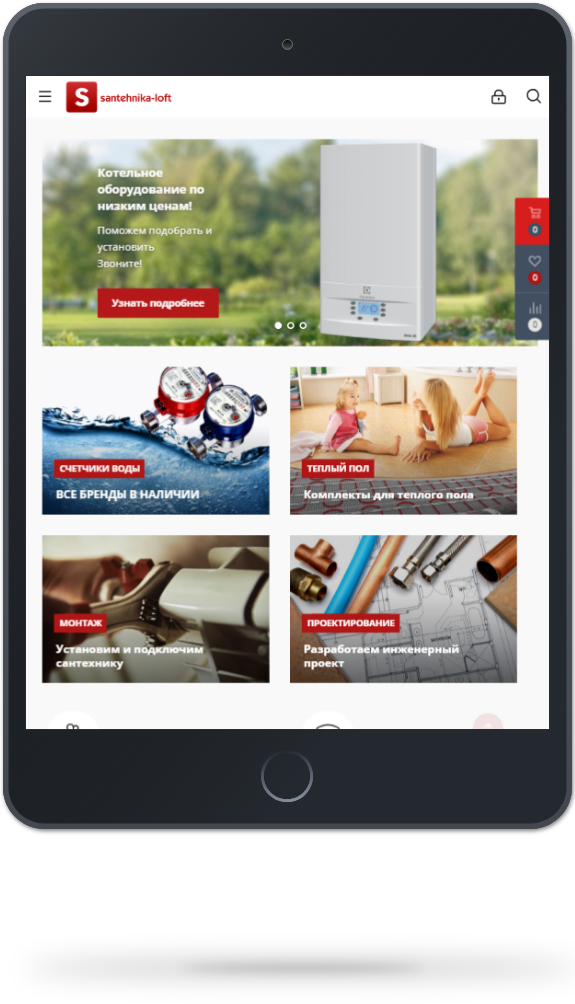 S santehnika-loft
Котельное
оборудование по
низким ценам!
Поможем подобрать и
установить
Звоните!
Узнать подробнее
0
0
0
СЧЕТЧИКИ ВОДЫ
ВСЕ БРЕНДЫ В НАЛИЧИИ
ТЕПЛЫЙ ПОЛ
Комплекты для теплого пола
МОНТАЖ
Установим и подключим
сантехнику
ПРОЕКТИРОВАНИЕ
Разработаем инженерный
проект